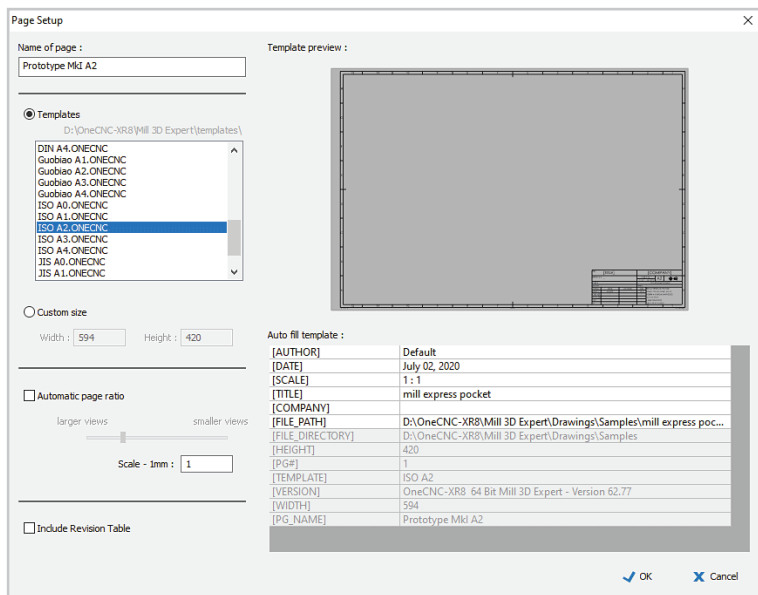 Page Setup
Name of page :
Prototype MkI A2
Templates
D:\OneCNC-XR8\Mill 3D Expert\templates\
DIN A4.ONECNC
Guobiao A1.ONECNC
Guobiao A2.ONECNC
Guobiao A3.ONECNC
Guobiao A4.ONECNC
ISO A0.ONECNC
ISO A1.ONECNC
ISO A2.ONECNC
ISO A3.ONECNC
ISO A4.ONECNC
JIS A0.ONECNC
JIS A1.ONECNC
Custom size
Width : 594 Height : 420
Automatic page ratio
larger views smaller views
Scale - 1mm : 1
Include Revision Table
Template preview :
[TITLE] [COMPANY]
A2
Auto fill template :
[AUTHOR] Default
[DATE] July 02, 2020
[SCALE] 1 : 1
[TITLE] mill express pocket
[COMPANY]
[FILE_PATH] D:\OneCNC-XR8\Mill 3D Expert\Drawings\Samples\mill express poc...
[FILE_DIRECTORY] D:\OneCNC-XR8\Mill 3D Expert\Drawings\Samples
[HEIGHT] 420
[PG#] 1
[TEMPLATE] ISO A2
[VERSION] OneCNC-XR8 64 Bit Mill 3D Expert - Version 62.77
[WIDTH] 594
[PG_NAME] Prototype MkI A2
OK Cancel